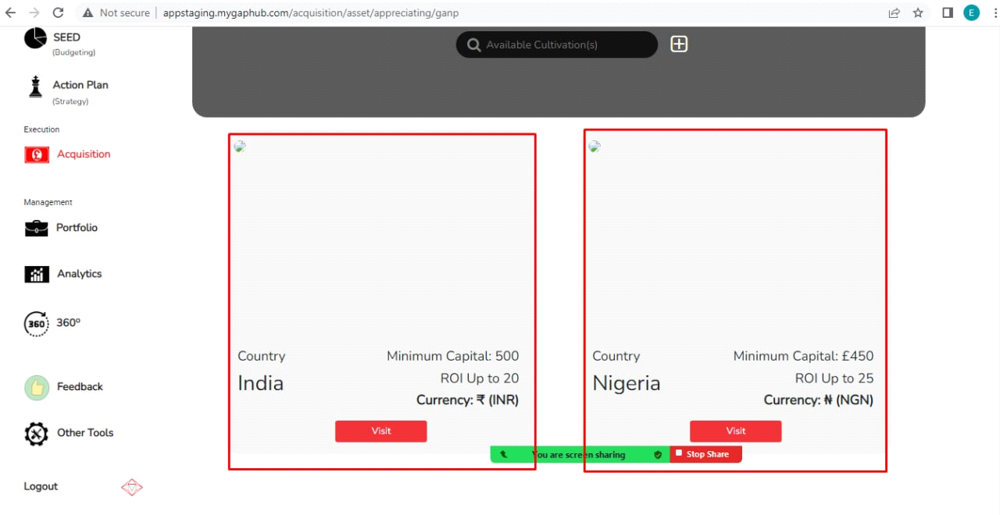 Not secure
appstaging.mygaphub.com/acquisition/asset/appreciating/ganp
E
SEED
(Budgeting)
Action Plan
(Strategy)
Execution
Acquisition
Management
Portfolio
Analytics
360
360º
Feedback
Other Tools
Logout
Available Cultivation(s)
Country
India
Minimum Capital: 500
ROI Up to 20
Currency: ₹ (INR)
Visit
Country
Nigeria
Minimum Capital: £450
ROI Up to 25
Currency: ₦ (NGN)
Visit
You are screen sharing
Stop Share